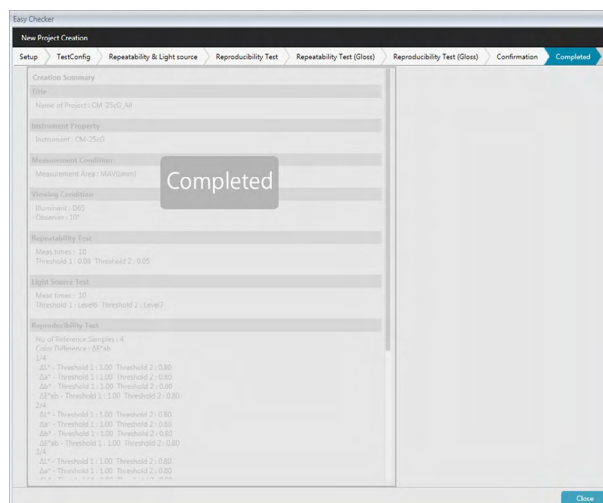 Easy Checker
New Project Creation
Setup TestConfig Repeatability & Light source Reproducibility Test Repeatability Test (Gloss) Reproducibility Test (Gloss) Confirmation Completed
Creation Summary
Title
Name of Project : CM-25cG_All
Instrument Property
Instrument : CM-25cG
Measurement Condition
Measurement Area : MAV(8mm)
Completed
Viewing Condition
Illuminant : D65
Observer : 10°
Repeatability Test
Meas times : 10
Threshold 1 : 0.06 Threshold 2 : 0.05
Light Source Test
Meas times : 10
Threshold 1 : Level9 Threshold 2 : Level7
Reproducibility Test
No of Reference Samples : 4
Color Difference : ΔE*ab
1/4
ΔL* - Threshold 1 : 1.00 Threshold 2 : 0.80
Δa* - Threshold 1 : 1.00 Threshold 2 : 0.80
Δb* - Threshold 1 : 1.00 Threshold 2 : 0.80
ΔE*ab - Threshold 1 : 1.00 Threshold 2 : 0.80
2/4
ΔL* - Threshold 1 : 1.00 Threshold 2 : 0.80
Δa* - Threshold 1 : 1.00 Threshold 2 : 0.80
Δb* - Threshold 1 : 1.00 Threshold 2 : 0.80
ΔE*ab - Threshold 1 : 1.00 Threshold 2 : 0.80
3/4
ΔL* - Threshold 1 : 1.00 Threshold 2 : 0.80
Δa* - Threshold 1 : 1.00 Threshold 2 : 0.80
Close